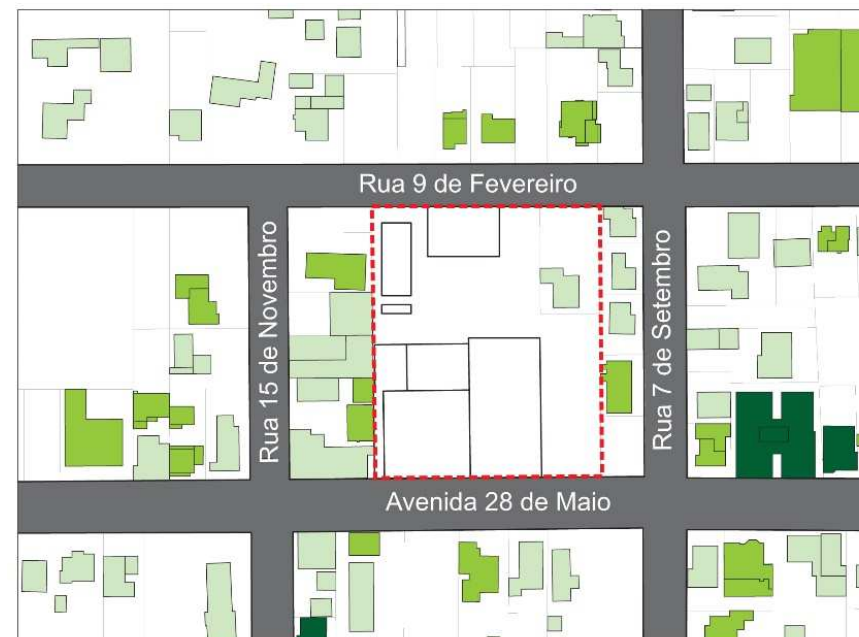 Rua 9 de Fevereiro
Rua 15 de Novembro
Rua 7 de Setembro
Avenida 28 de Maio